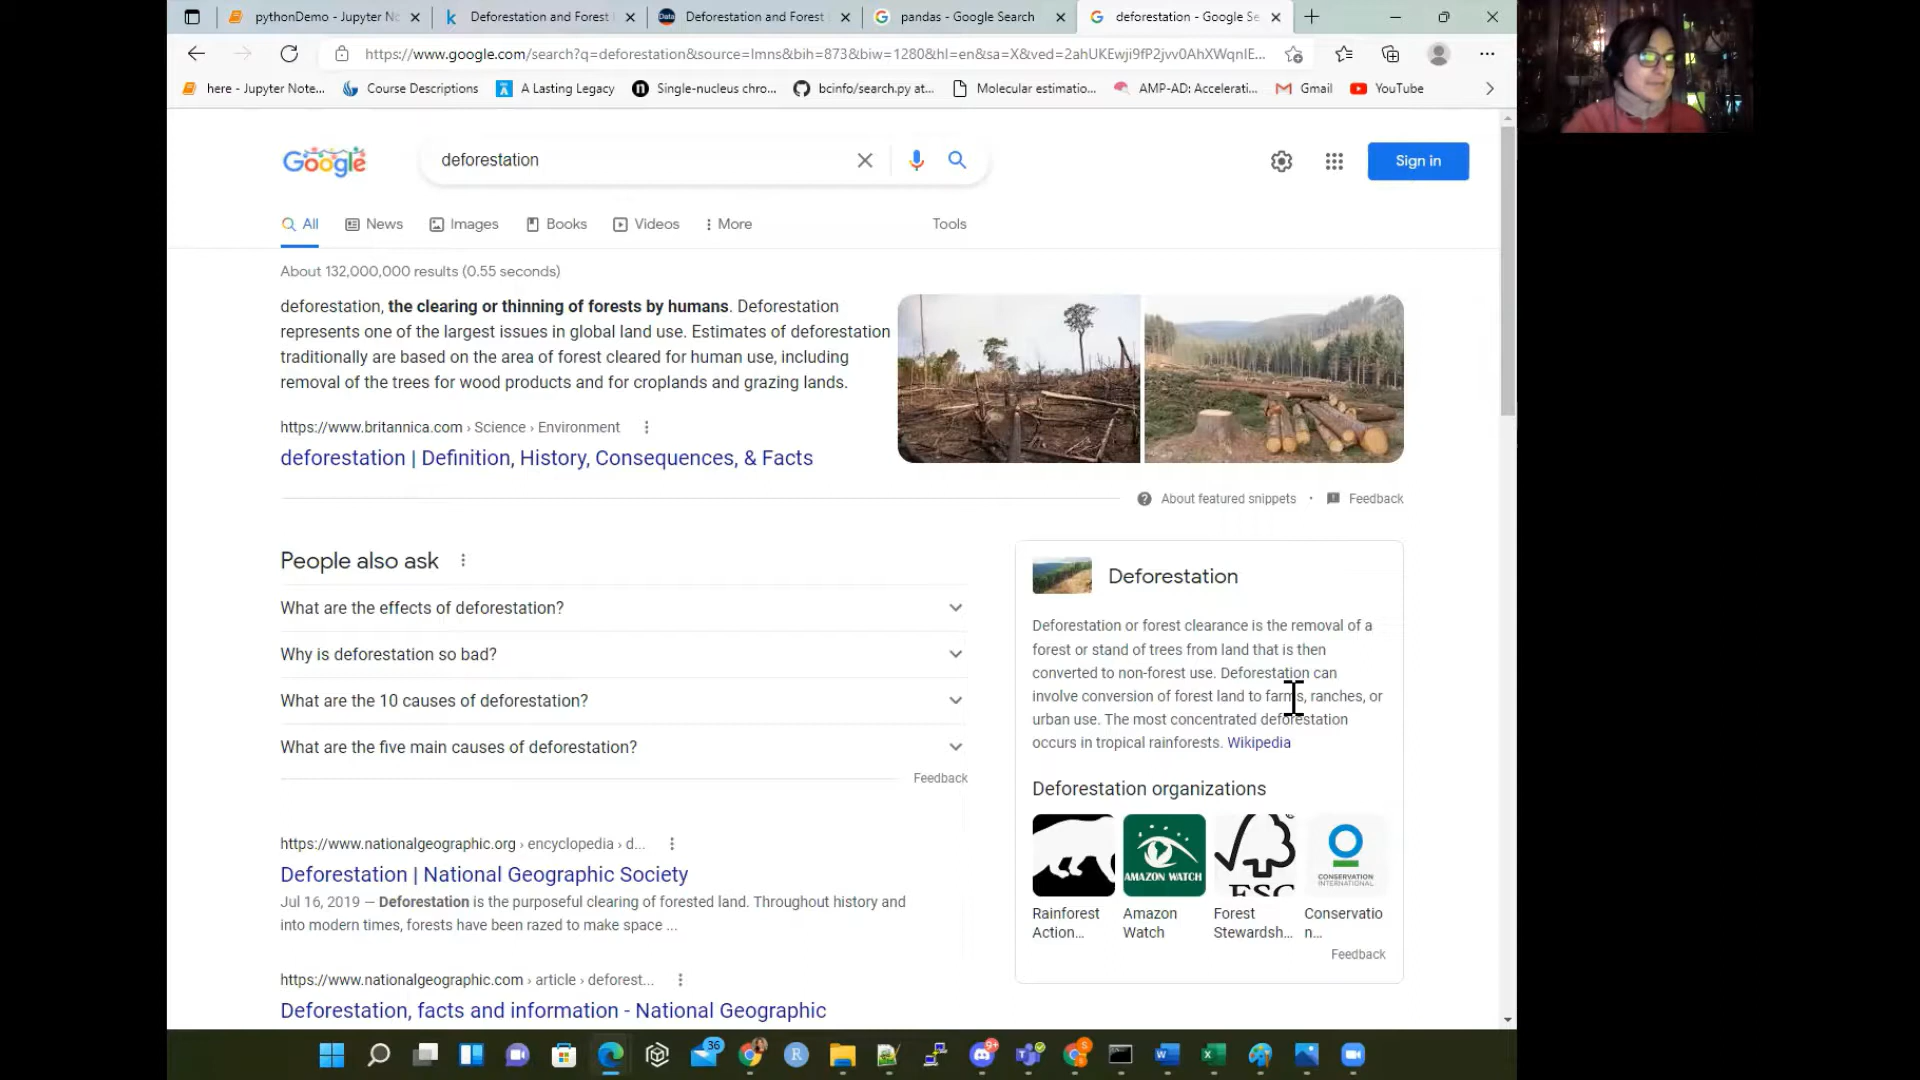 pythonDemo - Jupyter No
Deforestation and Forest
Deforestation and Forest
pandas - Google Search
deforestation - Google Se
https://www.google.com/search?q=deforestation&source=lmns&bih=873&biw=1280&hl=en&sa=X&ved=2ahUKEwji9fP2jvv0AhXWqnIE...
here - Jupyter Note...
Course Descriptions
A Lasting Legacy
Single-nucleus chro...
bcinfo/search.py at...
Molecular estimatio...
AMP-AD: Accelerati...
Gmail
YouTube
Google
deforestation
Sign in
All
News
Images
Books
Videos
More
Tools
About 132,000,000 results (0.55 seconds)
deforestation, the clearing or thinning of forests by humans. Deforestation
represents one of the largest issues in global land use. Estimates of deforestation
traditionally are based on the area of forest cleared for human use, including
removal of the trees for wood products and for croplands and grazing lands.
https://www.britannica.com › Science › Environment
deforestation | Definition, History, Consequences, & Facts
About featured snippets
Feedback
People also ask
What are the effects of deforestation?
Why is deforestation so bad?
What are the 10 causes of deforestation?
What are the five main causes of deforestation?
Feedback
https://www.nationalgeographic.org › encyclopedia › d...
Deforestation | National Geographic Society
Jul 16, 2019 — Deforestation is the purposeful clearing of forested land. Throughout history and
into modern times, forests have been razed to make space ...
https://www.nationalgeographic.com › article › deforest...
Deforestation, facts and information - National Geographic
Deforestation
Deforestation or forest clearance is the removal of a
forest or stand of trees from land that is then
converted to non-forest use. Deforestation can
involve conversion of forest land to farms, ranches, or
urban use. The most concentrated deforestation
occurs in tropical rainforests. Wikipedia
Deforestation organizations
AMAZON WATCH
FSC
CONSERVATION
INTERNATIONAL
Rainforest
Action...
Amazon
Watch
Forest
Stewardsh...
Conservatio
n...
Feedback
36